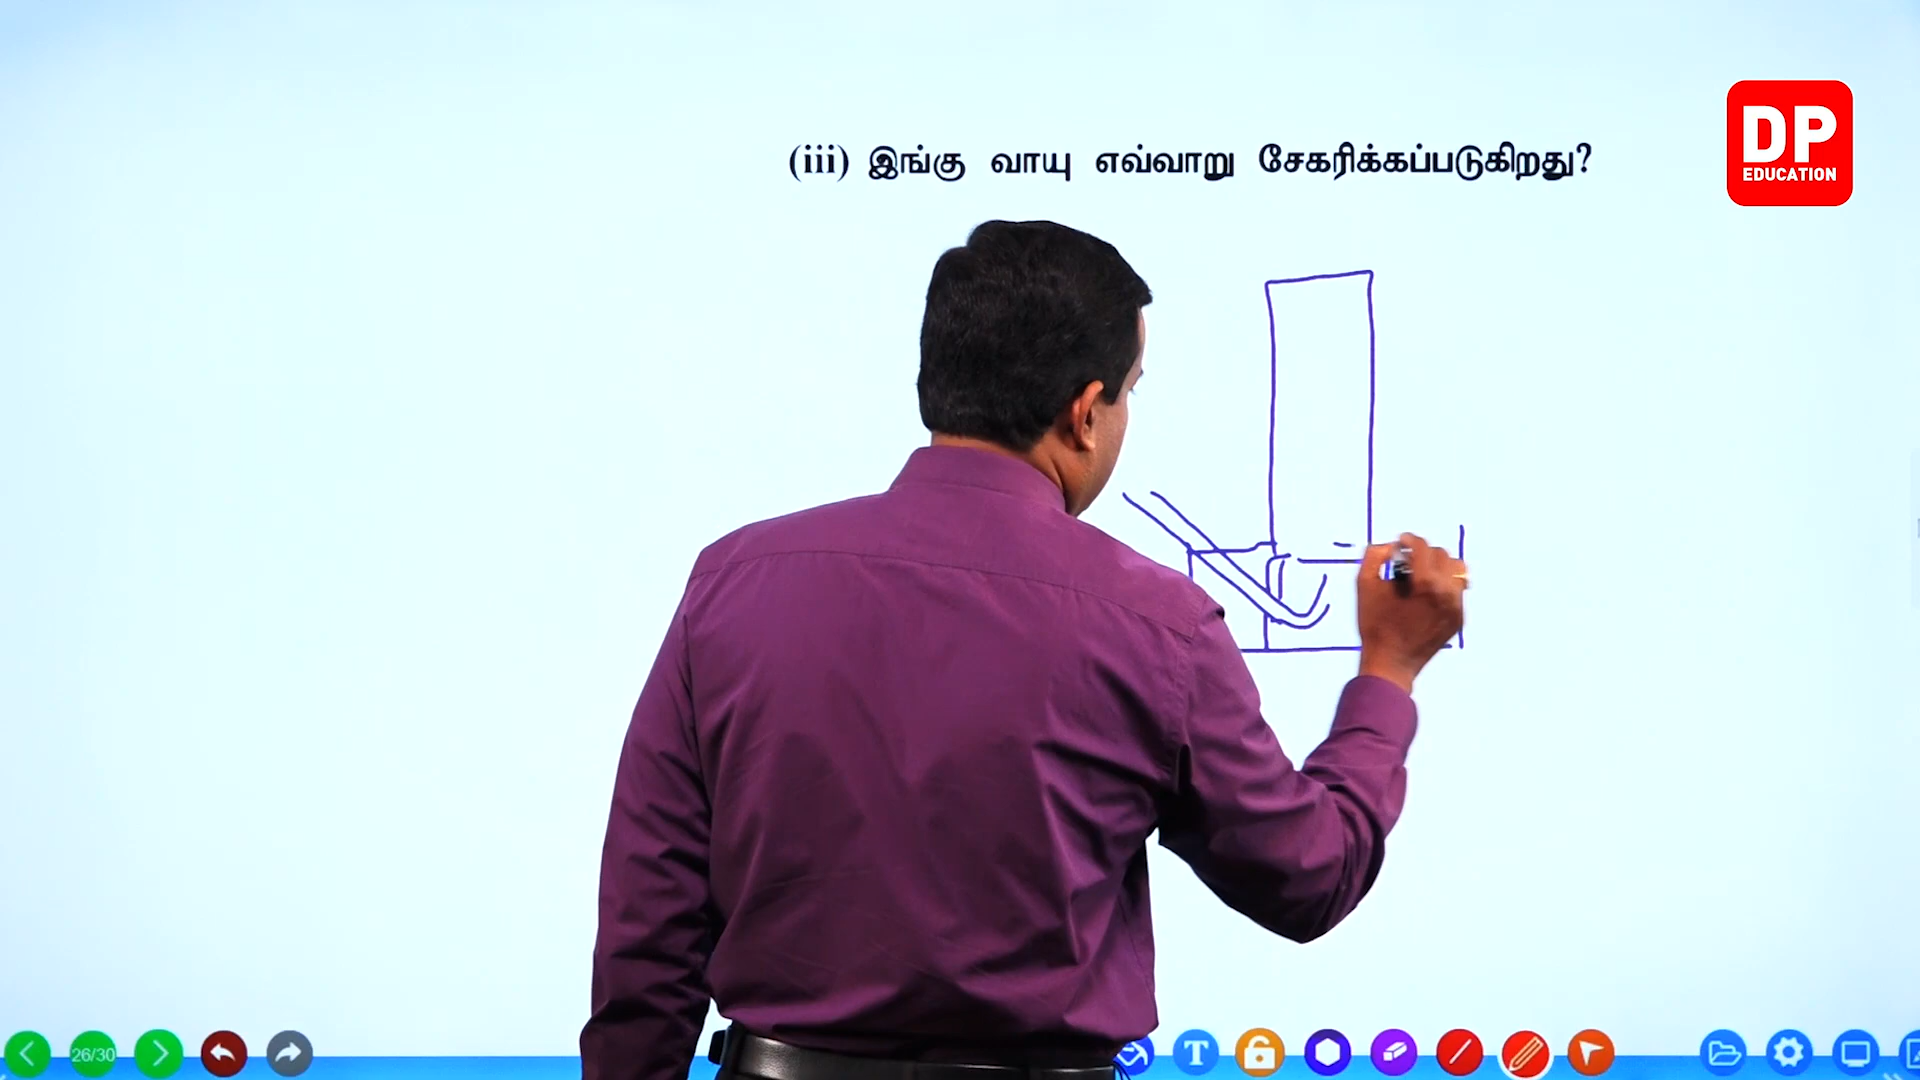 (iii) இங்கு வாயு எவ்வாறு சேகரிக்கப்படுகிறது?
DP
EDUCATION
26/30
T